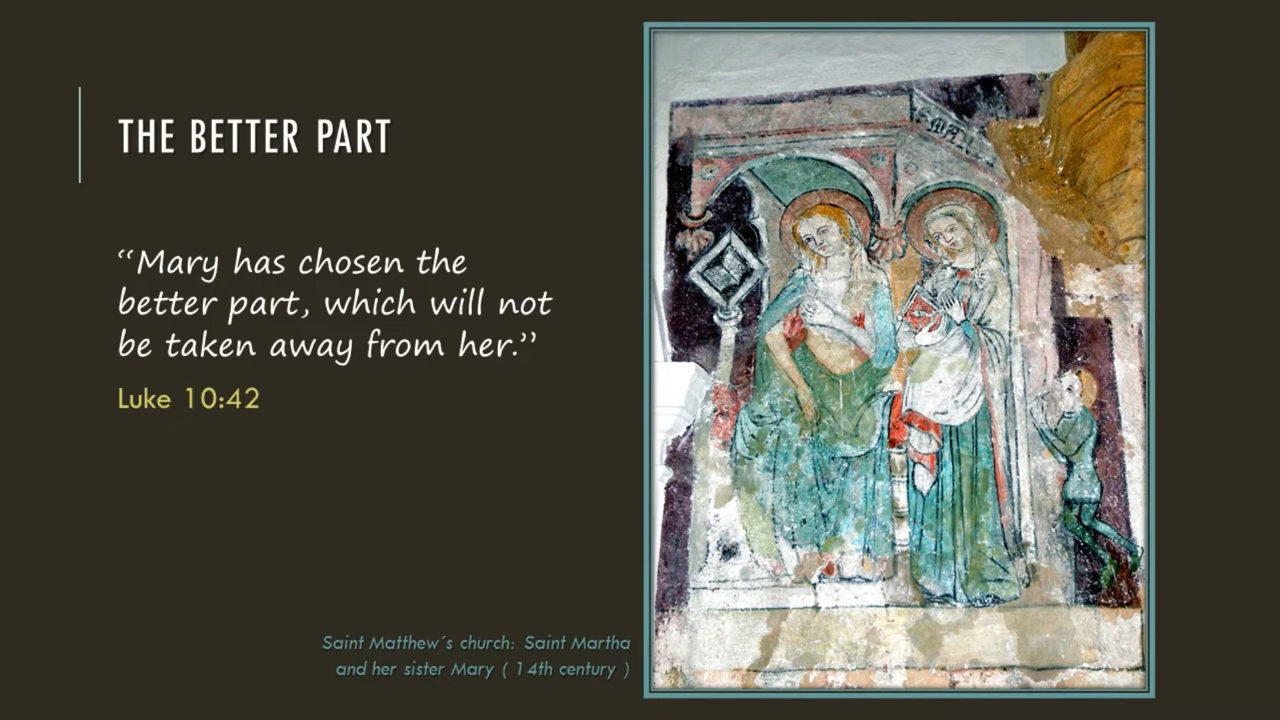 THE BETTER PART
“Mary has chosen the
better part, which will not
be taken away from her.”
Luke 10:42
Saint Matthew´s church: Saint Martha
and her sister Mary ( 14th century )